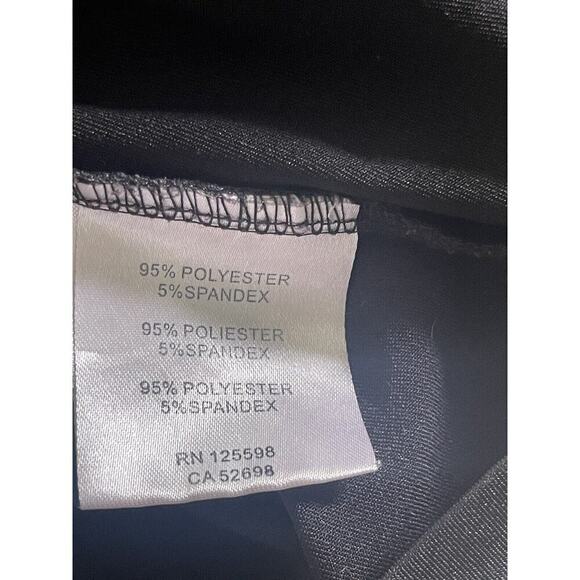 95% POLYESTER
5%SPANDEX
95% POLIESTER
5%SPANDEX
95% POLYESTER
5%SPANDEX
RN 125598
CA 52698